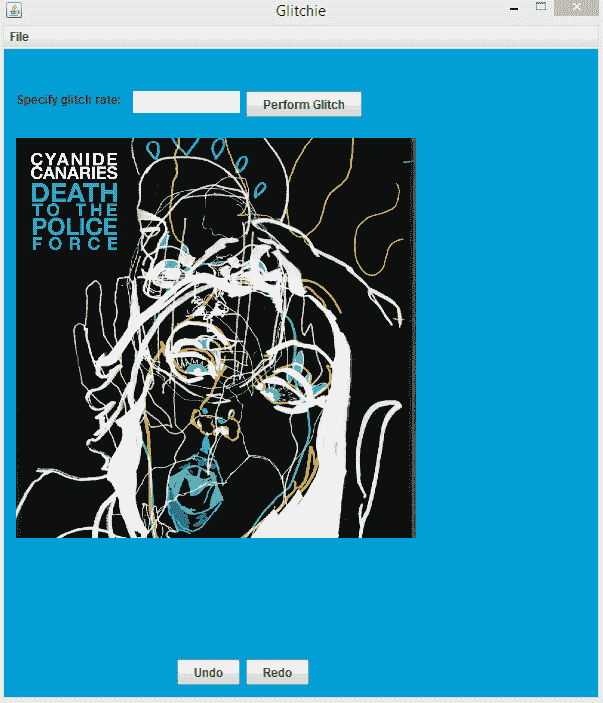 Glitchie
File
Specify glitch rate:
Perform Glitch
CYANIDE
CANARIES
DEATH
TO THE
POLICE
FORCE
Undo
Redo